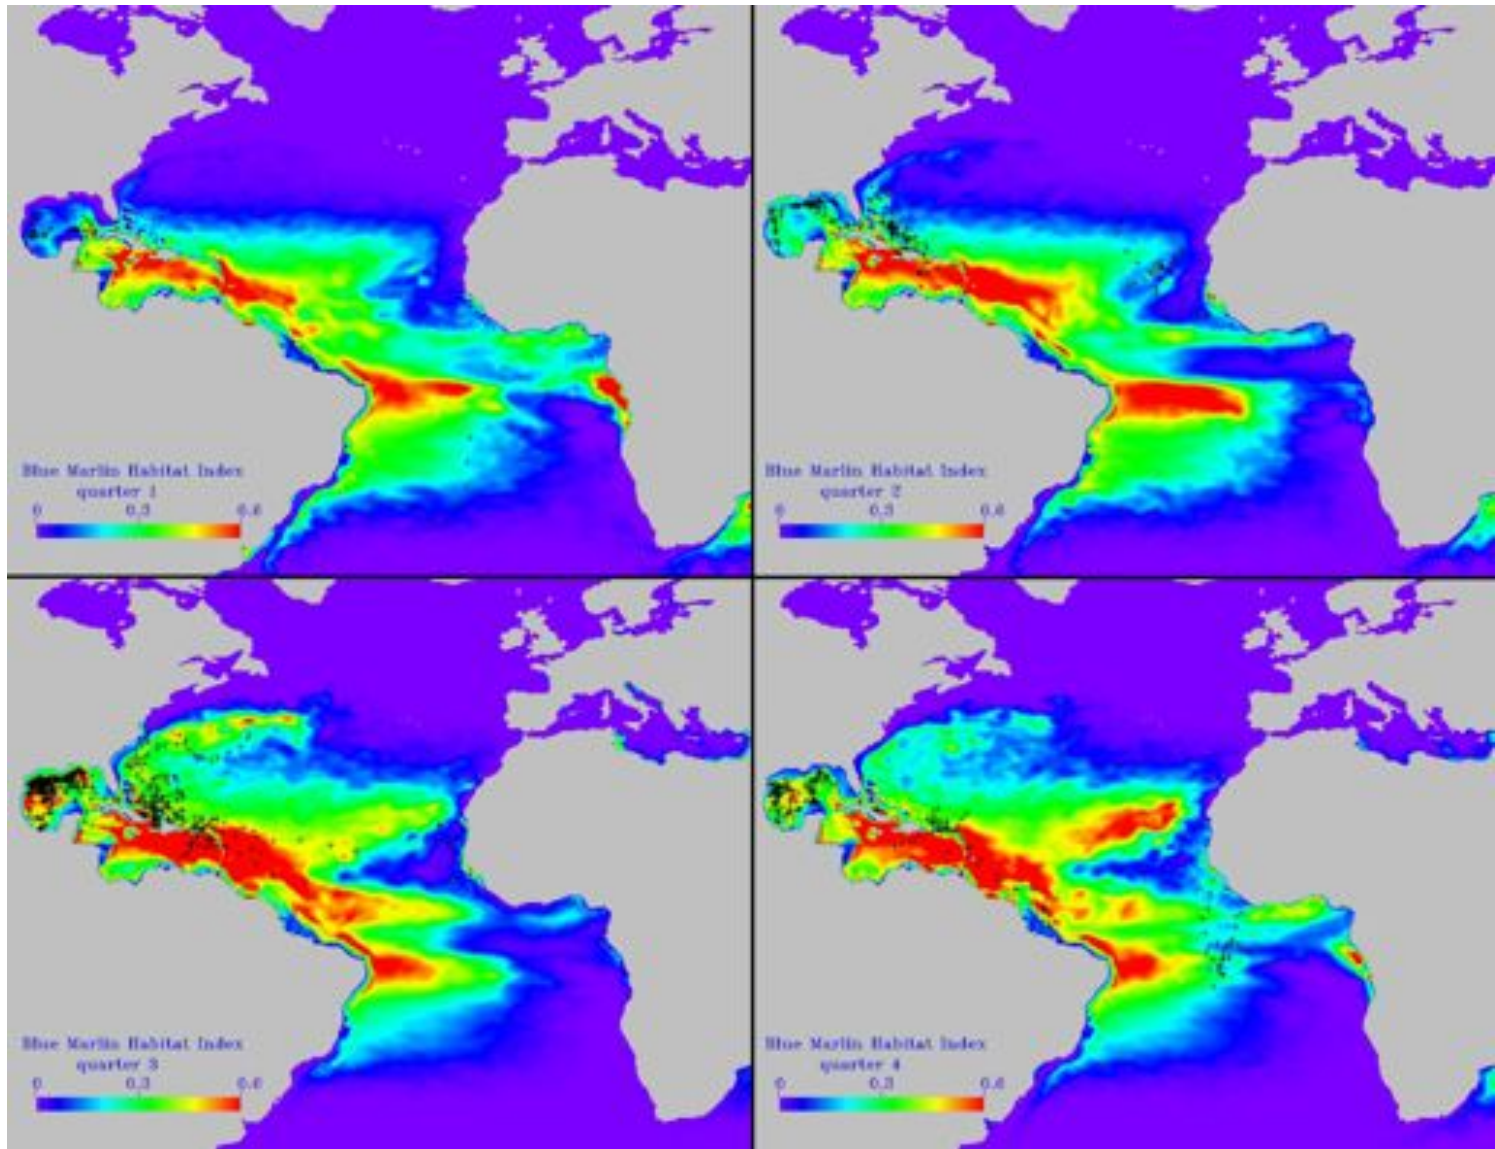 Blue Marlin Habitat Index
quarter 1
0 0.3 0.6
Blue Marlin Habitat Index
quarter 2
0 0.3 0.6
Blue Marlin Habitat Index
quarter 3
0 0.3 0.6
Blue Marlin Habitat Index
quarter 4
0 0.3 0.6